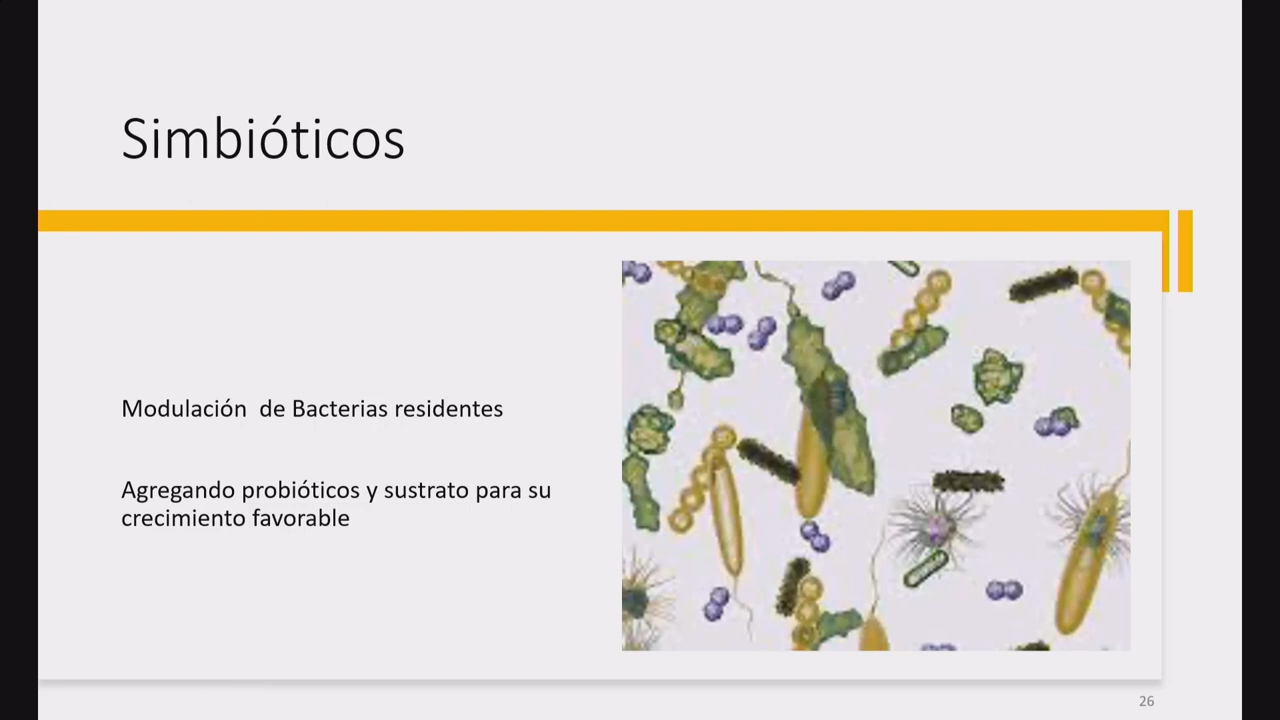 Simbióticos
Modulación  de Bacterias residentes
Agregando probióticos y sustrato para su
crecimiento favorable
26